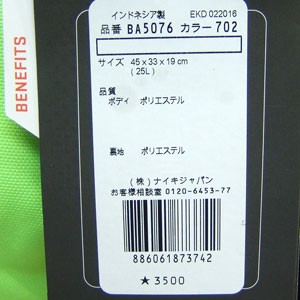 BENEFITS
インドネシア製 EKD 022016
品番 BA5076 カラー 702
サイズ 45×33×19cm
(25L)
品質
ボディ ポリエステル
裏地 ポリエステル
(株)ナイキジャパン
お客様相談室 0120-6453-77
886061873742
★3500